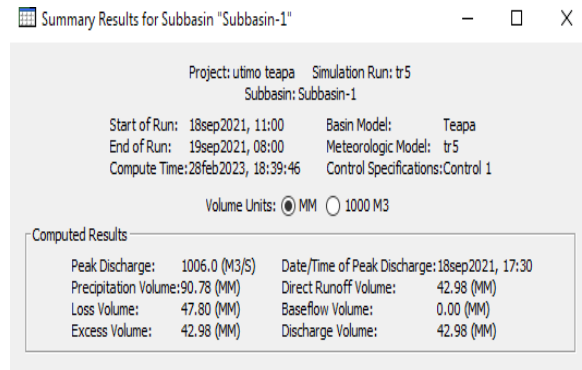 Summary Results for Subbasin "Subbasin-1"
Project: utimo teapa Simulation Run: tr5
Subbasin: Subbasin-1
Start of Run: 18sep2021, 11:00 Basin Model: Teapa
End of Run: 19sep2021, 08:00 Meteorologic Model: tr5
Compute Time:28feb2023, 18:39:46 Control Specifications:Control 1
Volume Units: MM 1000 M3
Computed Results
Peak Discharge: 1006.0 (M3/S) Date/Time of Peak Discharge:18sep2021, 17:30
Precipitation Volume:90.78 (MM) Direct Runoff Volume: 42.98 (MM)
Loss Volume: 47.80 (MM) Baseflow Volume: 0.00 (MM)
Excess Volume: 42.98 (MM) Discharge Volume: 42.98 (MM)